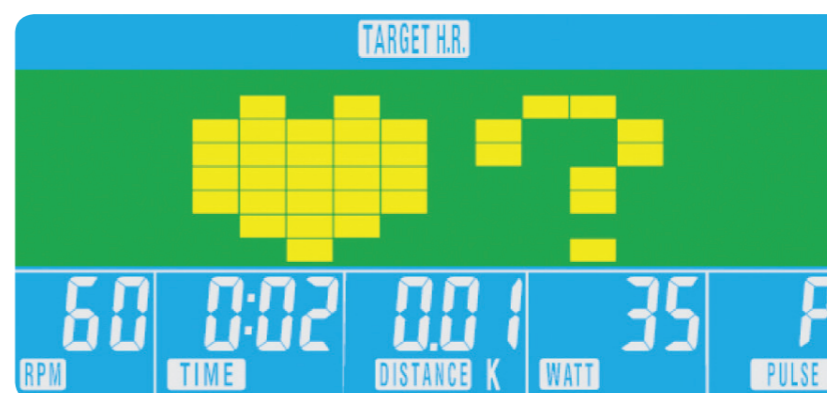 TARGET H.R.
?
60 0:02 0.01 35 P
RPM TIME DISTANCE K WATT PULSE